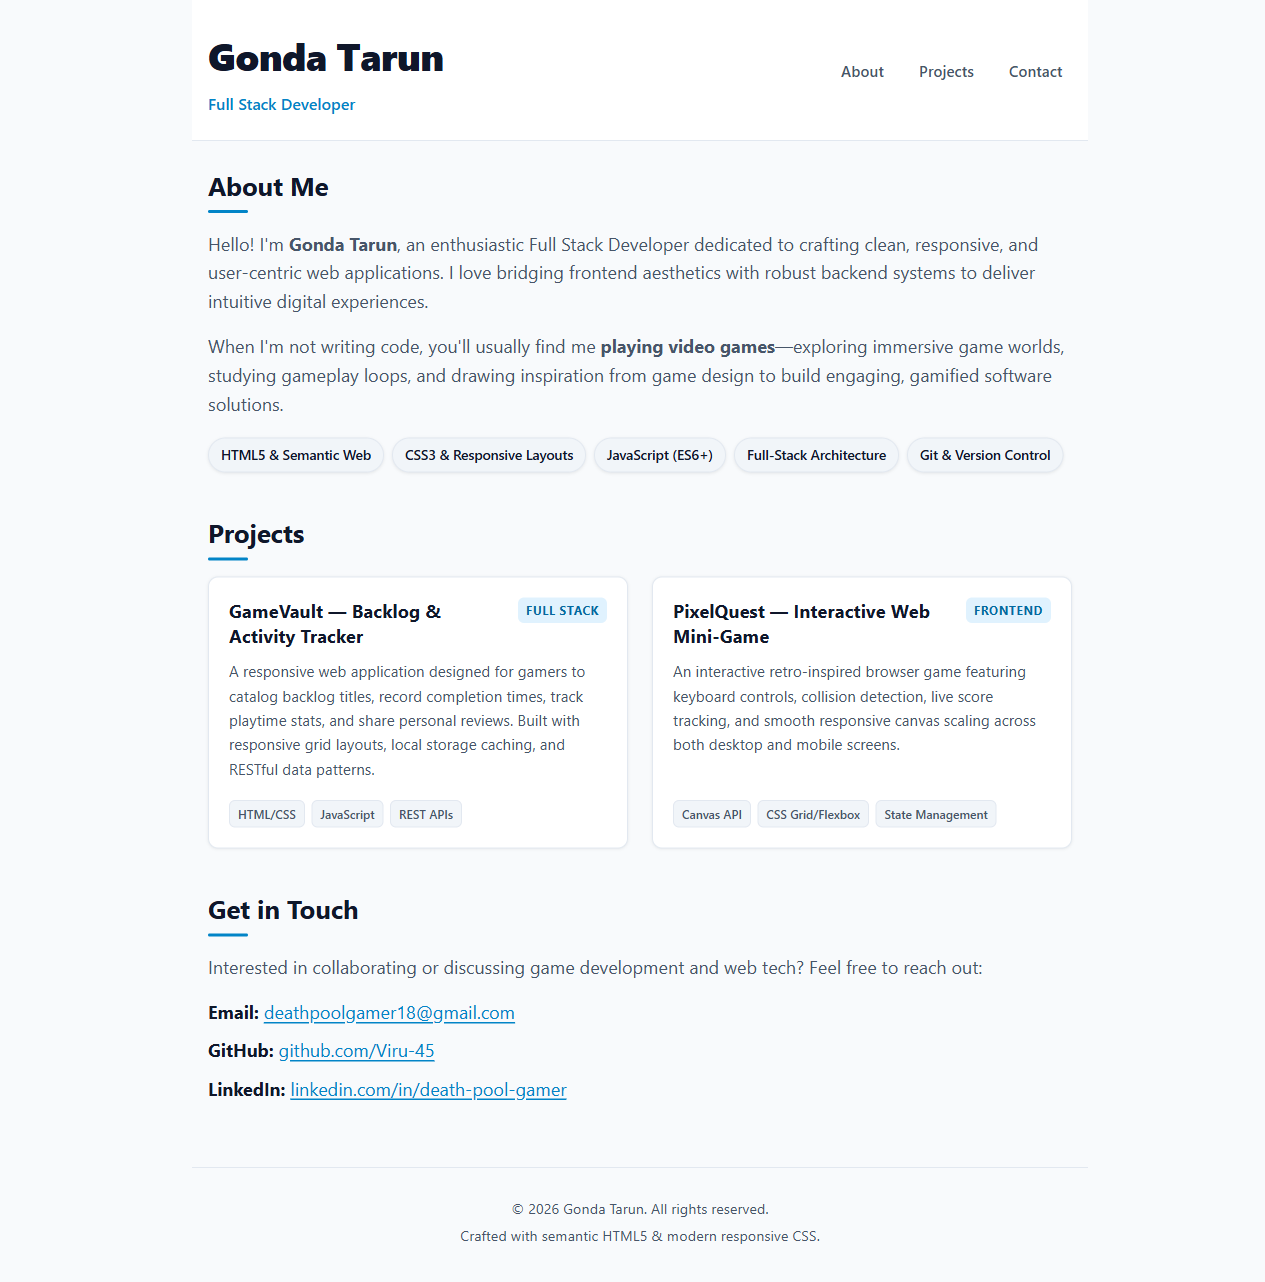 Gonda Tarun
Full Stack Developer
About
Projects
Contact
About Me
Hello! I'm Gonda Tarun, an enthusiastic Full Stack Developer dedicated to crafting clean, responsive, and
user-centric web applications. I love bridging frontend aesthetics with robust backend systems to deliver
intuitive digital experiences.
When I'm not writing code, you'll usually find me playing video games—exploring immersive game worlds,
studying gameplay loops, and drawing inspiration from game design to build engaging, gamified software
solutions.
HTML5 & Semantic Web
CSS3 & Responsive Layouts
JavaScript (ES6+)
Full-Stack Architecture
Git & Version Control
Projects
GameVault — Backlog &
Activity Tracker
FULL STACK
A responsive web application designed for gamers to
catalog backlog titles, record completion times, track
playtime stats, and share personal reviews. Built with
responsive grid layouts, local storage caching, and
RESTful data patterns.
HTML/CSS
JavaScript
REST APIs
PixelQuest — Interactive Web
Mini-Game
FRONTEND
An interactive retro-inspired browser game featuring
keyboard controls, collision detection, live score
tracking, and smooth responsive canvas scaling across
both desktop and mobile screens.
Canvas API
CSS Grid/Flexbox
State Management
Get in Touch
Interested in collaborating or discussing game development and web tech? Feel free to reach out:
Email: deathpoolgamer18@gmail.com
GitHub: github.com/Viru-45
LinkedIn: linkedin.com/in/death-pool-gamer
© 2026 Gonda Tarun. All rights reserved.
Crafted with semantic HTML5 & modern responsive CSS.